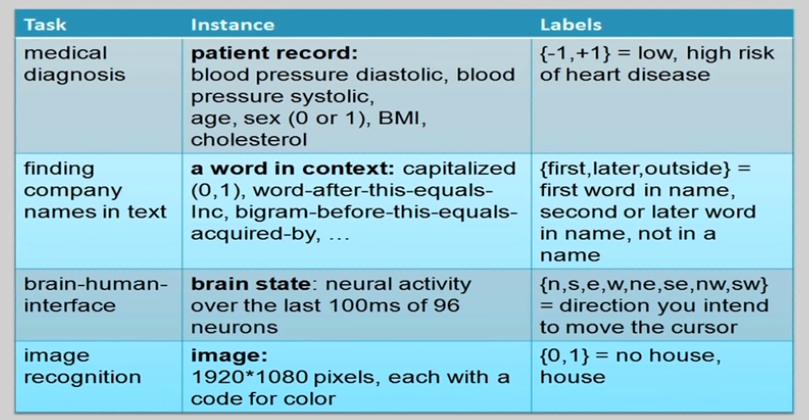 Task
Instance
Labels
medical
diagnosis
patient record:
blood pressure diastolic, blood
pressure systolic,
age, sex (0 or 1), BMI,
cholesterol
{-1,+1} = low, high risk
of heart disease
finding
company
names in text
a word in context: capitalized
(0,1), word-after-this-equals-
Inc, bigram-before-this-equals-
acquired-by, ...
{first,later,outside} =
first word in name,
second or later word
in name, not in a
name
brain-human-
interface
brain state: neural activity
over the last 100ms of 96
neurons
{n,s,e,w,ne,se,nw,sw}
= direction you intend
to move the cursor
image
recognition
image:
1920*1080 pixels, each with a
code for color
{0,1} = no house,
house